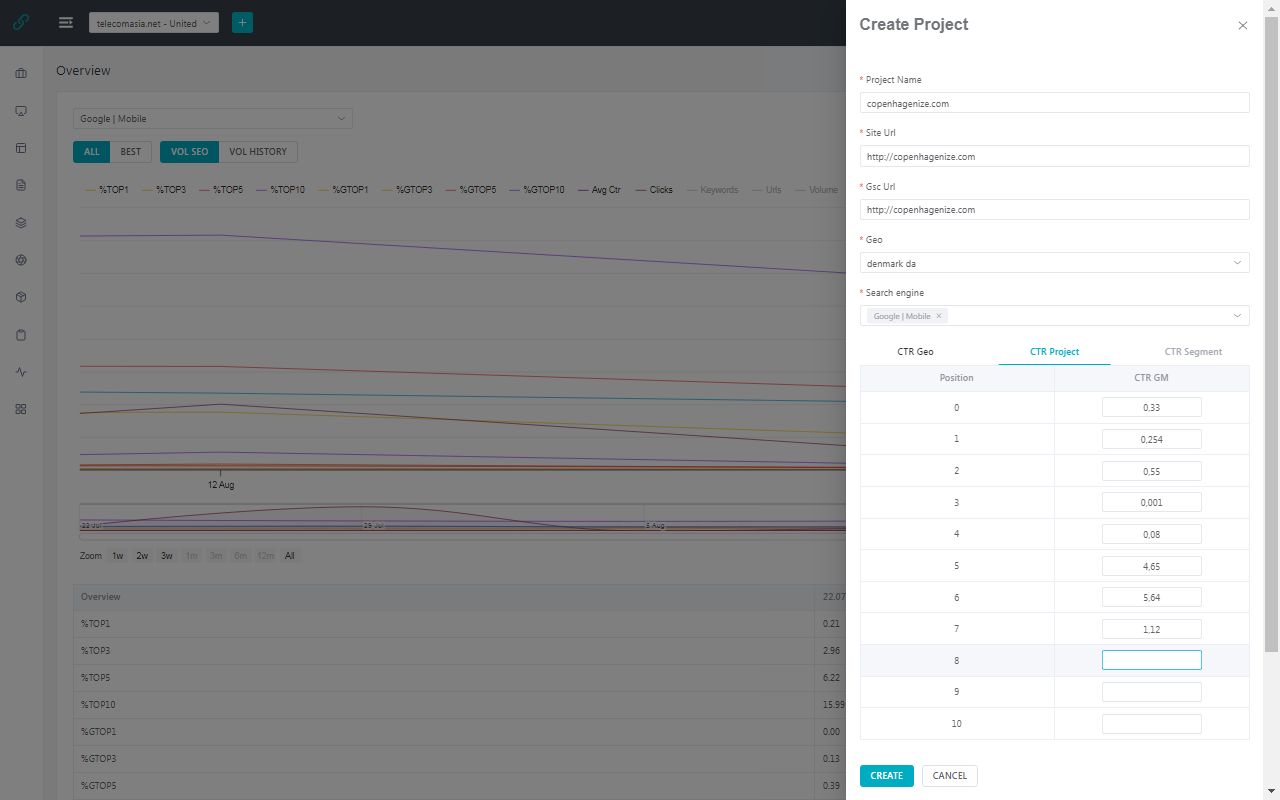 telecomasia.net - United
+
Overview
Google | Mobile
ALL BEST VOL SEO VOL HISTORY
%TOP1 %TOP3 %TOP5 %TOP10 %GTOP1 %GTOP3 %GTOP5 %GTOP10 Avg Ctr Clicks Keywords Urls Volume
12 Aug
22 Jul 29 Jul 5 Aug
Zoom 1w 2w 3w 1m 3m 6m 12m All
Overview 22.07
%TOP1 0.21
%TOP3 2.96
%TOP5 6.22
%TOP10 15.99
%GTOP1 0.00
%GTOP3 0.13
%GTOP5 0.39
Create Project
* Project Name
copenhagenize.com
* Site Url
http://copenhagenize.com
* Gsc Url
http://copenhagenize.com
* Geo
denmark da
* Search engine
Google | Mobile
CTR Geo CTR Project CTR Segment
Position CTR GM
0 0,33
1 0,254
2 0,55
3 0,001
4 0,08
5 4,65
6 5,64
7 1,12
8
9
10
CREATE CANCEL